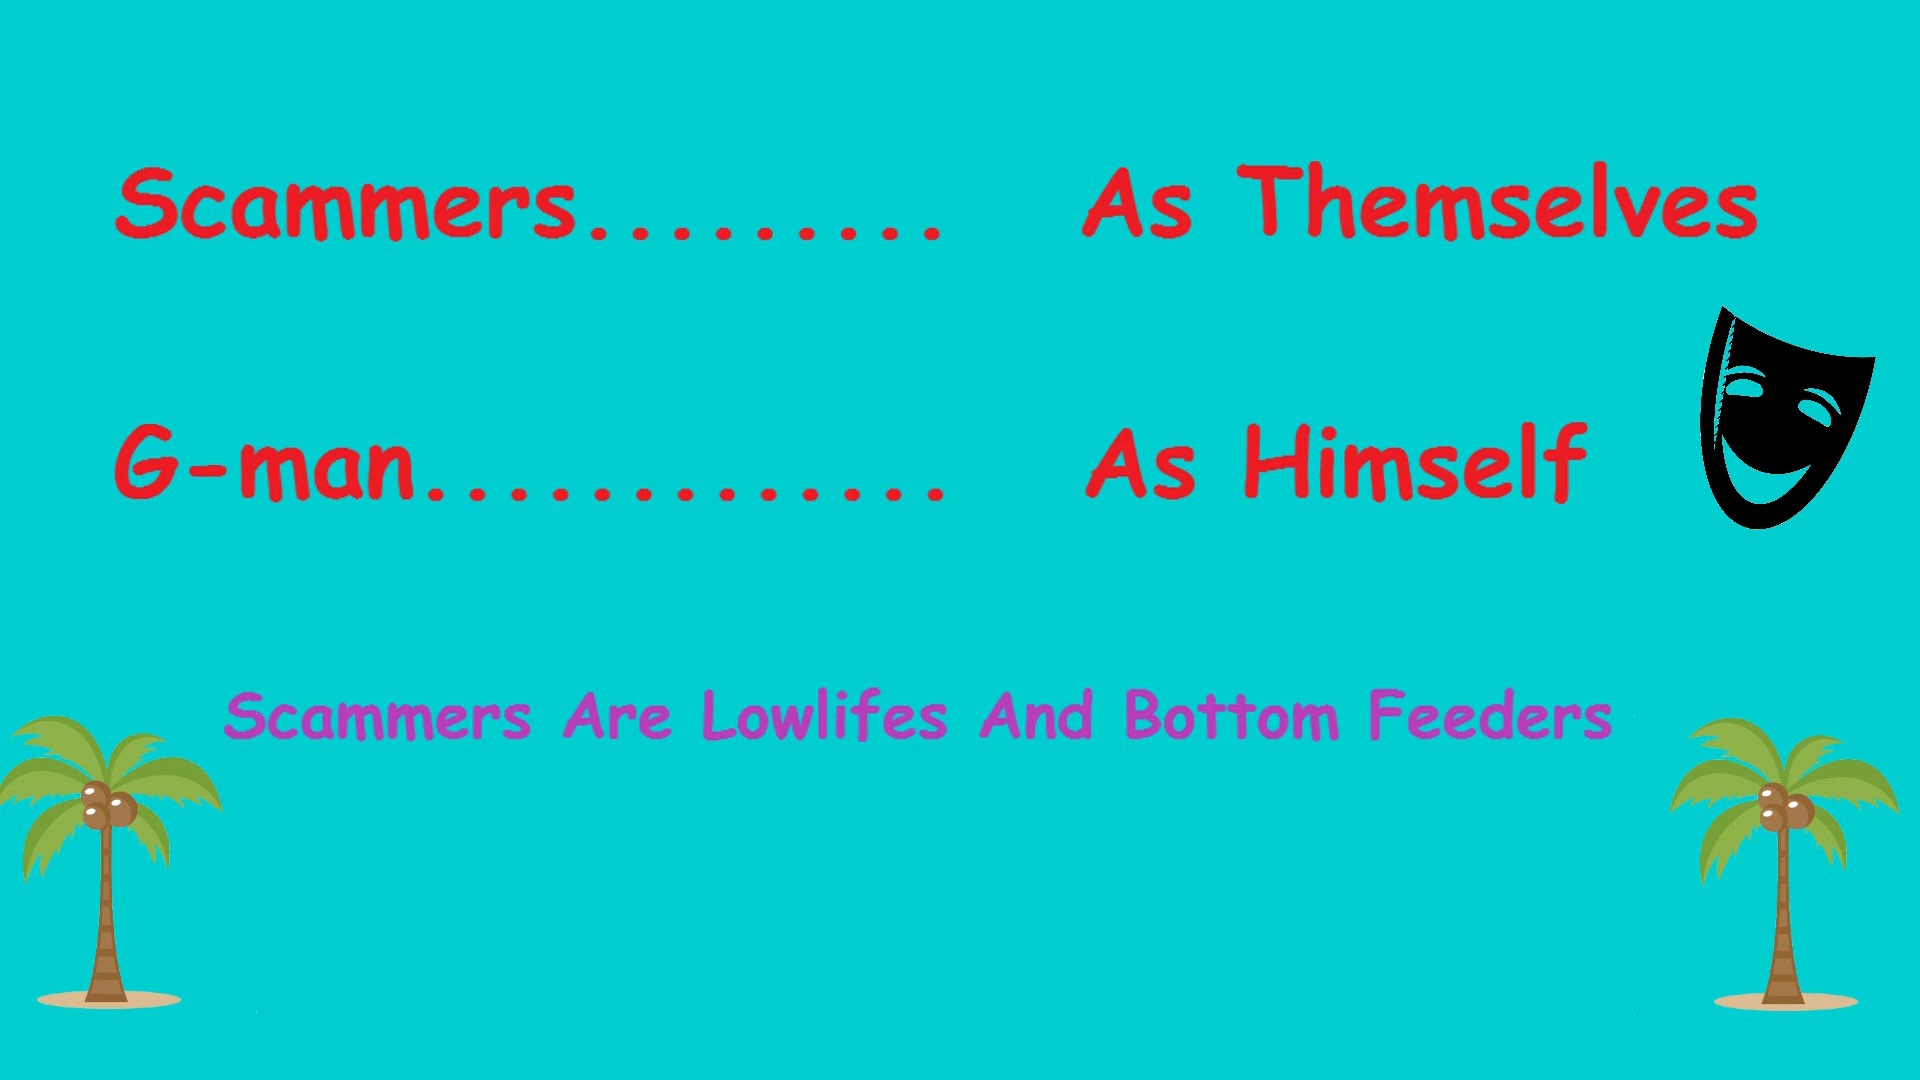 Scammers......... As Themselves
G-man............. As Himself
Scammers Are Lowlifes And Bottom Feeders